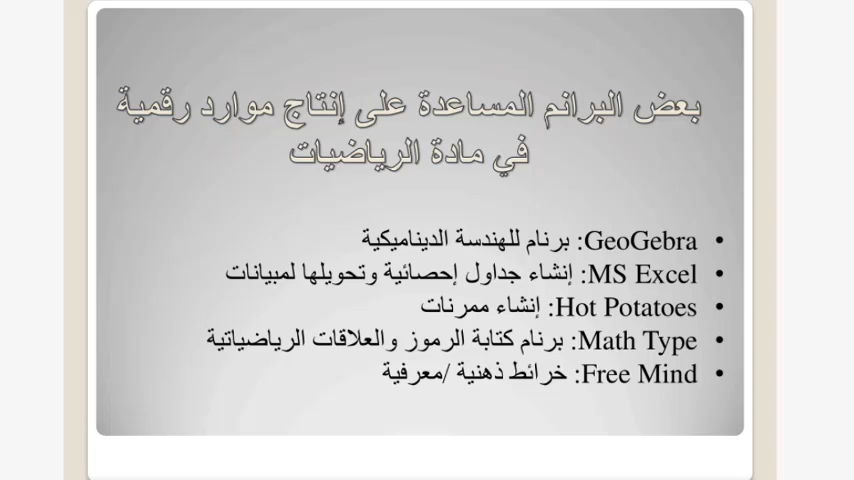 بعض البرانم المساعدة على إنتاج موارد رقمية
في مادة الرياضيات
• GeoGebra: برنام للهندسة الديناميكية
• MS Excel: إنشاء جداول إحصائية وتحويلها لمبيانات
• Hot Potatoes: إنشاء ممرنات
• Math Type: برنام كتابة الرموز والعلاقات الرياضياتية
• Free Mind: خرائط ذهنية /معرفية